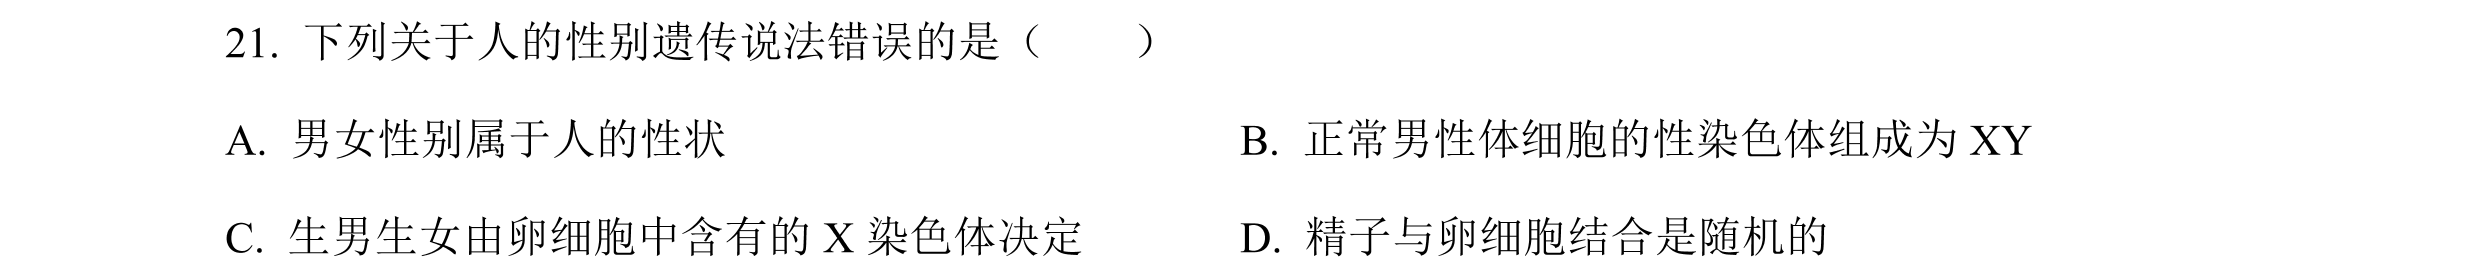 21. 下列关于人的性别遗传说法错误的是（　　）
A. 男女性别属于人的性状 B. 正常男性体细胞的性染色体组成为 XY
C. 生男生女由卵细胞中含有的 X 染色体决定 D. 精子与卵细胞结合是随机的